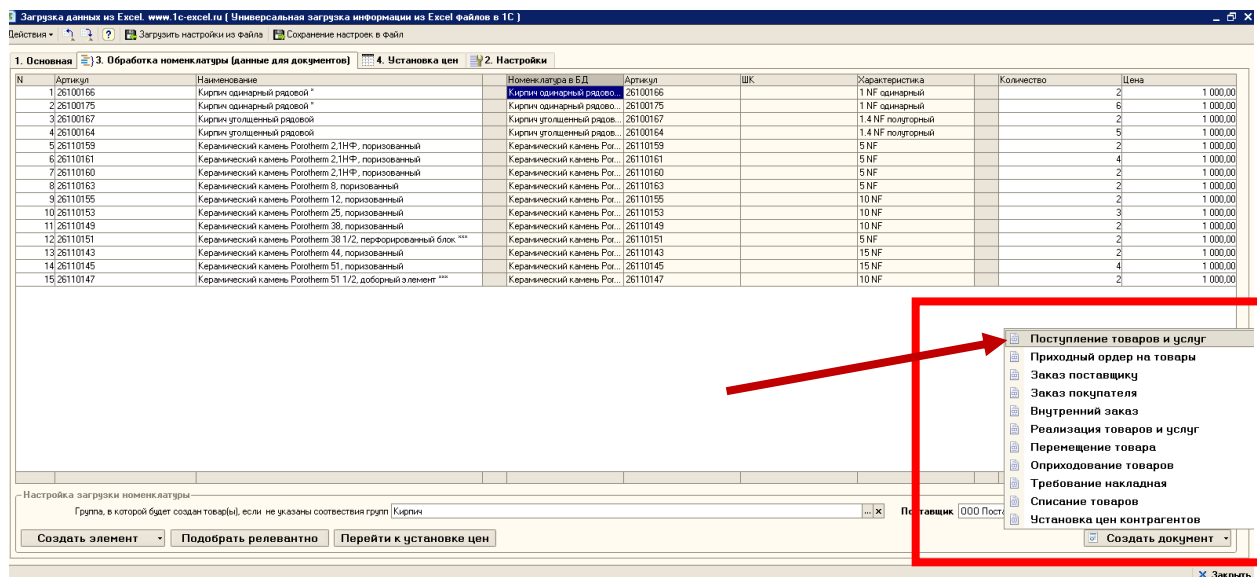 Загрузка данных из Excel. www.1c-excel.ru ( Универсальная загрузка информации из Excel файлов в 1С )
Действия ? Загрузить настройки из файла Сохранение настроек в файл
1. Основная 3. Обработка номенклатуры (данные для документов) 4. Установка цен 2. Настройки
N Артикул Наименование Номенклатура в БД Артикул ШК Характеристика Количество Цена
1 26100166 Кирпич одинарный рядовой * Кирпич одинарный рядово... 26100166 1 NF одинарный 2 1 000,00
2 26100175 Кирпич одинарный рядовой * Кирпич одинарный рядово... 26100175 1 NF одинарный 6 1 000,00
3 26100167 Кирпич утолщенный рядовой Кирпич утолщенный рядов... 26100167 1.4 NF полуторный 2 1 000,00
4 26100164 Кирпич утолщенный рядовой Кирпич утолщенный рядов... 26100164 1.4 NF полуторный 5 1 000,00
5 26110159 Керамический камень Porotherm 2,1НФ, поризованный Керамический камень Por... 26110159 5 NF 2 1 000,00
6 26110161 Керамический камень Porotherm 2,1НФ, поризованный Керамический камень Por... 26110161 5 NF 4 1 000,00
7 26110160 Керамический камень Porotherm 2,1НФ, поризованный Керамический камень Por... 26110160 5 NF 2 1 000,00
8 26110163 Керамический камень Porotherm 8, поризованный Керамический камень Por... 26110163 5 NF 2 1 000,00
9 26110155 Керамический камень Porotherm 12, поризованный Керамический камень Por... 26110155 10 NF 2 1 000,00
10 26110153 Керамический камень Porotherm 25, поризованный Керамический камень Por... 26110153 10 NF 3 1 000,00
11 26110149 Керамический камень Porotherm 38, поризованный Керамический камень Por... 26110149 10 NF 2 1 000,00
12 26110151 Керамический камень Porotherm 38 1/2, перфорированный блок *** Керамический камень Por... 26110151 5 NF 2 1 000,00
13 26110143 Керамический камень Porotherm 44, поризованный Керамический камень Por... 26110143 15 NF 2 1 000,00
14 26110145 Керамический камень Porotherm 51, поризованный Керамический камень Por... 26110145 15 NF 4 1 000,00
15 26110147 Керамический камень Porotherm 51 1/2, доборный элемент *** Керамический камень Por... 26110147 10 NF 2 1 000,00
Поступление товаров и услуг
Приходный ордер на товары
Заказ поставщику
Заказ покупателя
Внутренний заказ
Реализация товаров и услуг
Перемещение товара
Оприходование товаров
Требование накладная
Списание товаров
Установка цен контрагентов
Настройка загрузки номенклатуры
Группа, в которой будет создан товар(ы), если не указаны соотвествия групп Кирпич ... x Поставщик ООО Пост
Создать элемент Подобрать релевантно Перейти к установке цен Создать документ
Закрыть